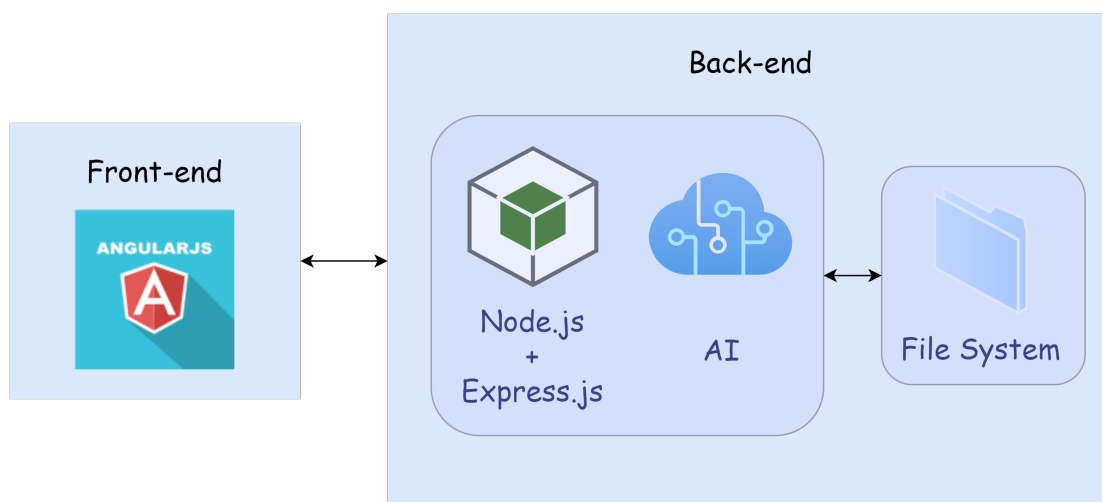 Back-end
Front-end
ANGULARJS
A
Node.js
+
Express.js
AI
File System